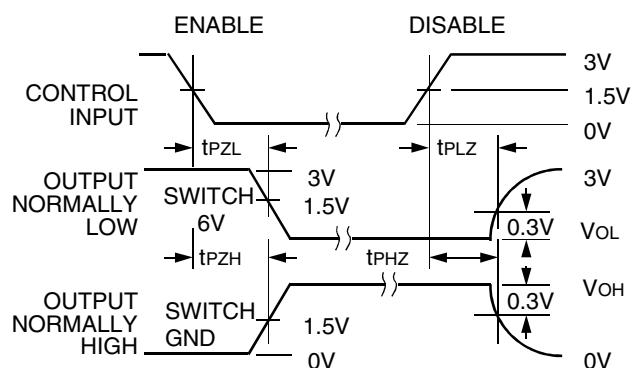 ENABLE DISABLE
3V
CONTROL INPUT
1.5V
0V
tPZL tPLZ
OUTPUT NORMALLY LOW
SWITCH 6V
3V
1.5V
3V
0.3V VOL
tPZH tPHZ
VOH
0.3V
OUTPUT NORMALLY HIGH
SWITCH GND
1.5V
0V
0V